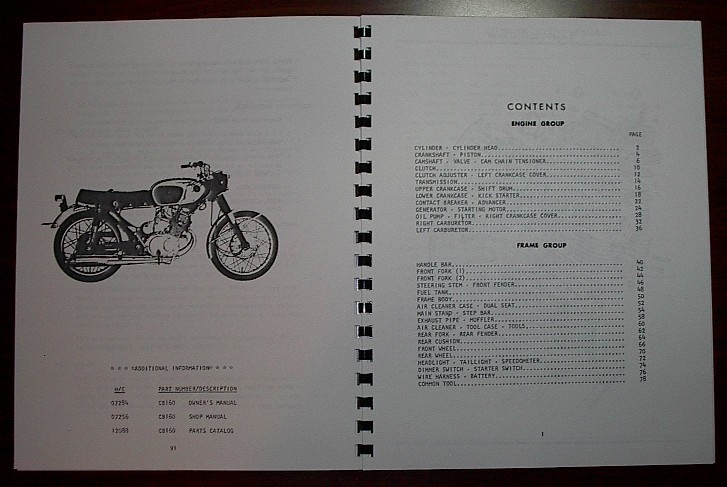 * * * *ADDITIONAL INFORMATION* * * *
H/C PART NUMBER/DESCRIPTION
07284 CB160 OWNER'S MANUAL
07256 CB160 SHOP MANUAL
12088 CB160 PARTS CATALOG
91
CONTENTS
ENGINE GROUP
PAGE
CYLINDER - CYLINDER HEAD 2
CRANKSHAFT - PISTON 4
CAMSHAFT - VALVE - CAM CHAIN TENSIONER 6
CLUTCH 10
CLUTCH ADJUSTER - LEFT CRANKCASE COVER 12
TRANSMISSION 14
UPPER CRANKCASE - SHIFT DRUM 16
LOWER CRANKCASE - KICK STARTER 18
CONTACT BREAKER - ADVANCER 22
GENERATOR - STARTING MOTOR 24
OIL PUMP - FILTER - RIGHT CRANKCASE COVER 28
RIGHT CARBURETOR 32
LEFT CARBURETOR 36
FRAME GROUP
HANDLE BAR 40
FRONT FORK (1) 42
FRONT FORK (2) 44
STEERING STEM - FRONT FENDER 46
FUEL TANK 48
FRAME BODY 50
AIR CLEANER CASE - DUAL SEAT 52
MAIN STAND - STEP BAR 54
EXHAUST PIPE - MUFFLER 58
AIR CLEANER - TOOL CASE - TOOLS 60
REAR FORK - REAR FENDER 62
REAR CUSHION 64
FRONT WHEEL 66
REAR WHEEL 70
HEADLIGHT - TAILLIGHT - SPEEDOMETER 72
DIMMER SWITCH - STARTER SWITCH 74
WIRE HARNESS - BATTERY 76
COMMON TOOL 78
1